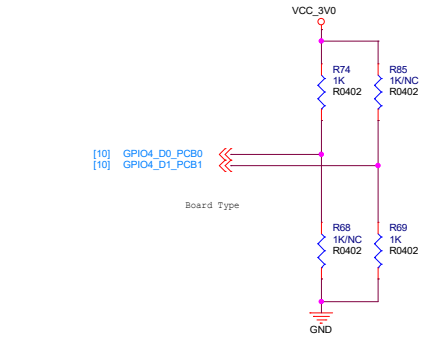 VCC_3V0
R74
1K
R0402
R85
1K/NC
R0402
[10] GPIO4_D0_PCB0
[10] GPIO4_D1_PCB1
Board Type
R68
1K/NC
R0402
R69
1K
R0402
GND